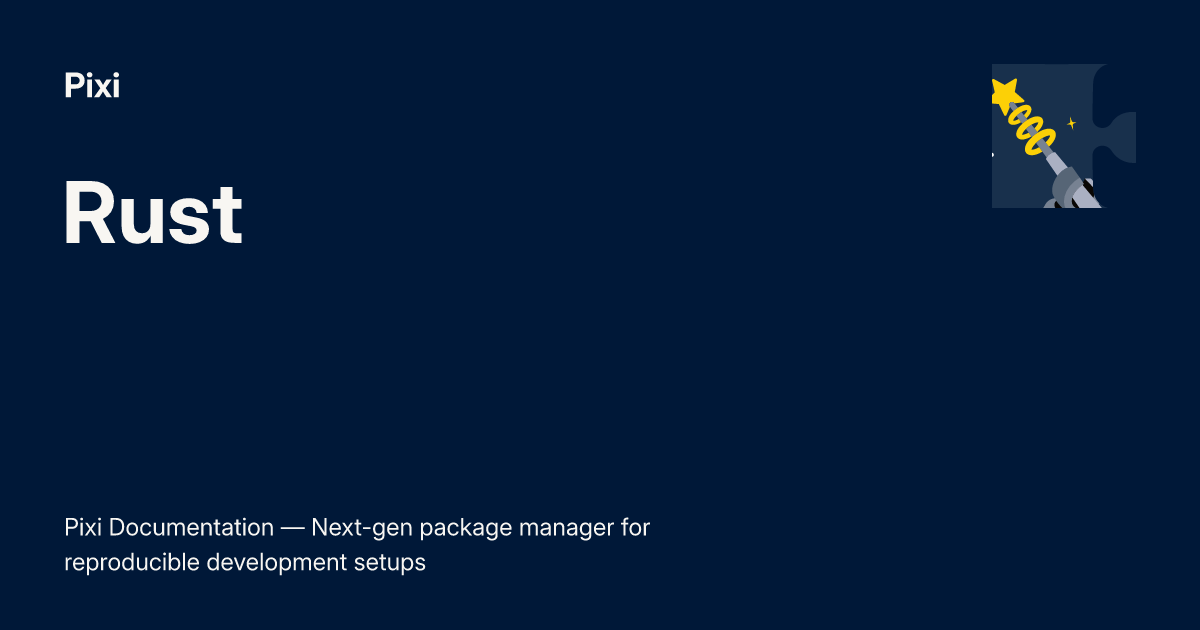 Pixi
Rust
Pixi Documentation — Next-gen package manager for
reproducible development setups